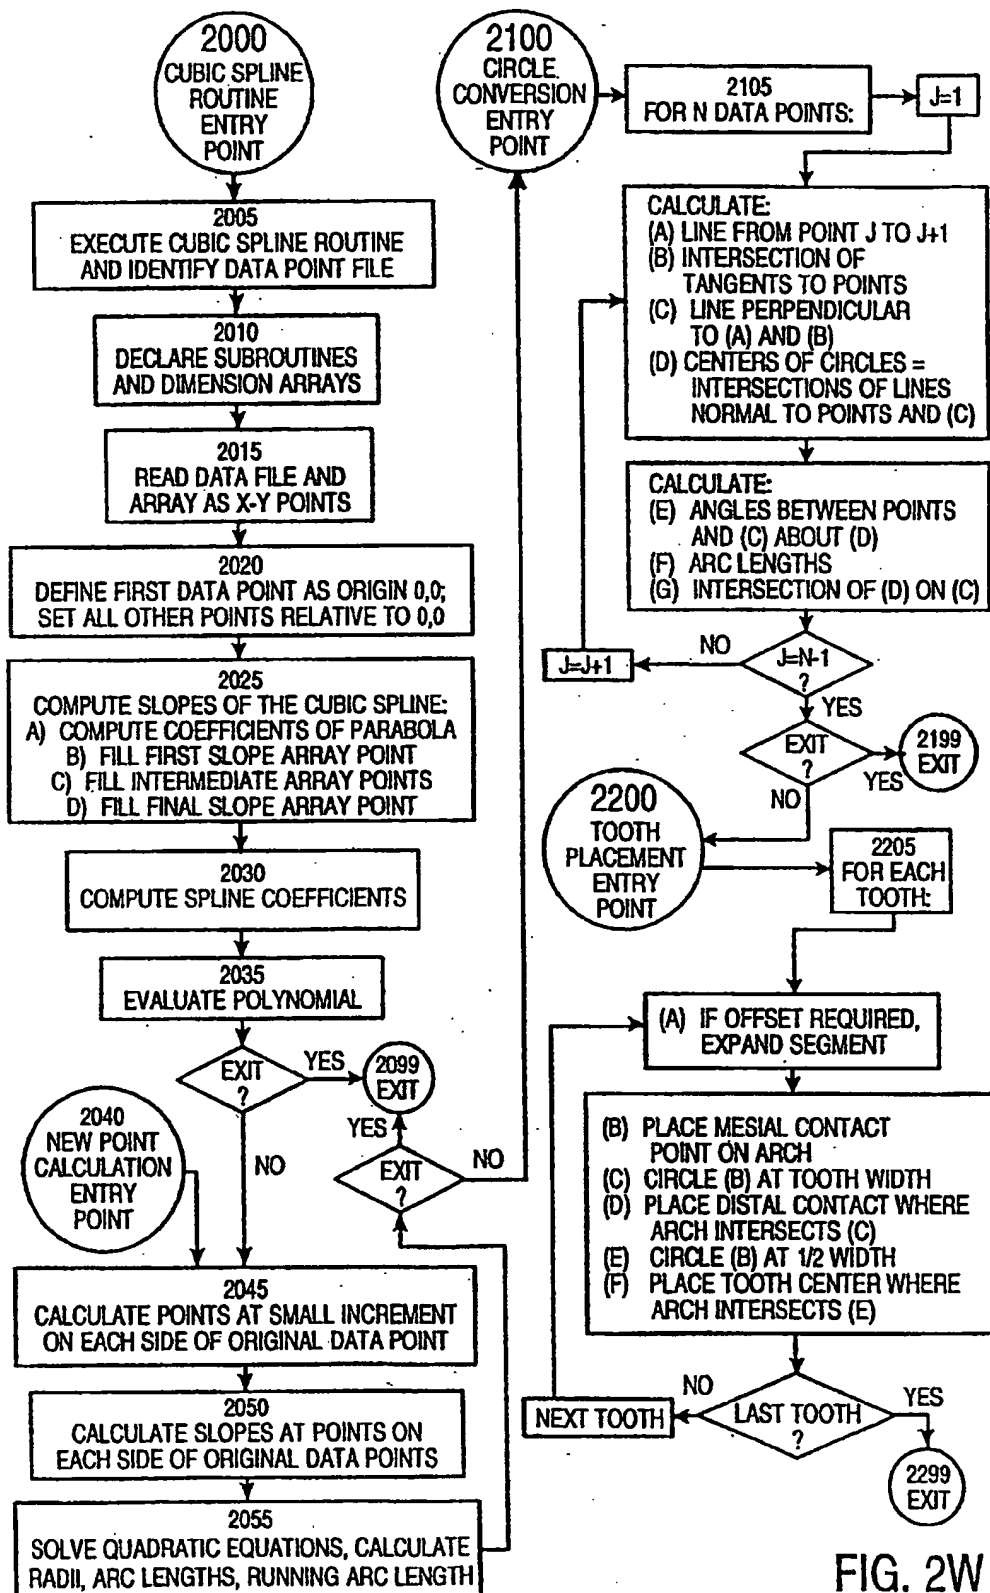 2000
CUBIC SPLINE
ROUTINE
ENTRY
POINT
2005
EXECUTE CUBIC SPLINE ROUTINE
AND IDENTIFY DATA POINT FILE
2010
DECLARE SUBROUTINES
AND DIMENSION ARRAYS
2015
READ DATA FILE AND
ARRAY AS X-Y POINTS
2020
DEFINE FIRST DATA POINT AS ORIGIN 0,0;
SET ALL OTHER POINTS RELATIVE TO 0,0
2025
COMPUTE SLOPES OF THE CUBIC SPLINE:
A) COMPUTE COEFFICIENTS OF PARABOLA
B) FILL FIRST SLOPE ARRAY POINT
C) FILL INTERMEDIATE ARRAY POINTS
D) FILL FINAL SLOPE ARRAY POINT
2030
COMPUTE SPLINE COEFFICIENTS
2035
EVALUATE POLYNOMIAL
EXIT
?
YES
2099
EXIT
NO
2040
NEW POINT
CALCULATION
ENTRY
POINT
YES
EXIT
?
NO
2045
CALCULATE POINTS AT SMALL INCREMENT
ON EACH SIDE OF ORIGINAL DATA POINT
2050
CALCULATE SLOPES AT POINTS ON
EACH SIDE OF ORIGINAL DATA POINTS
2055
SOLVE QUADRATIC EQUATIONS, CALCULATE
RADII, ARC LENGTHS, RUNNING ARC LENGTH
2100
CIRCLE.
CONVERSION
ENTRY
POINT
2105
FOR N DATA POINTS:
J=1
CALCULATE:
(A) LINE FROM POINT J TO J+1
(B) INTERSECTION OF
TANGENTS TO POINTS
(C) LINE PERPENDICULAR
TO (A) AND (B)
(D) CENTERS OF CIRCLES =
INTERSECTIONS OF LINES
NORMAL TO POINTS AND (C)
CALCULATE:
(E) ANGLES BETWEEN POINTS
AND (C) ABOUT (D)
(F) ARC LENGTHS
(G) INTERSECTION OF (D) ON (C)
J=N-1
?
NO
J=J+1
YES
EXIT
?
YES
2199
EXIT
NO
2200
TOOTH
PLACEMENT
ENTRY
POINT
2205
FOR EACH
TOOTH:
(A) IF OFFSET REQUIRED,
EXPAND SEGMENT
(B) PLACE MESIAL CONTACT
POINT ON ARCH
(C) CIRCLE (B) AT TOOTH WIDTH
(D) PLACE DISTAL CONTACT WHERE
ARCH INTERSECTS (C)
(E) CIRCLE (B) AT 1/2 WIDTH
(F) PLACE TOOTH CENTER WHERE
ARCH INTERSECTS (E)
LAST TOOTH
?
NO
NEXT TOOTH
YES
2299
EXIT
FIG. 2W